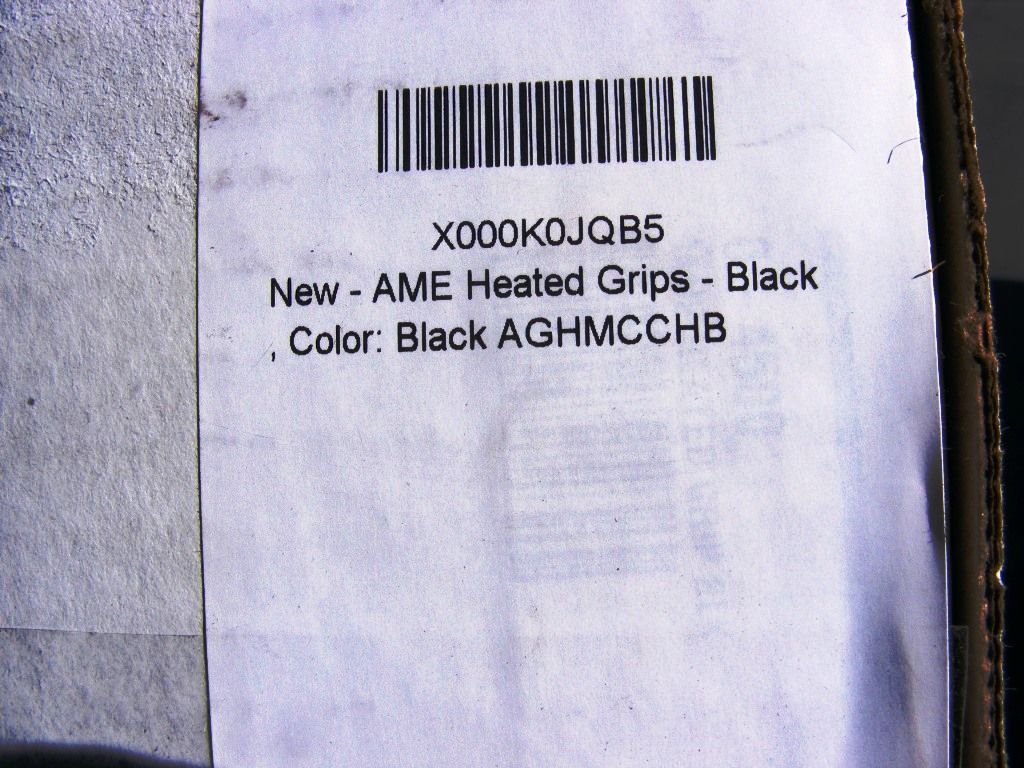 X000K0JQB5
New - AME Heated Grips - Black
, Color: Black AGHMCCHB